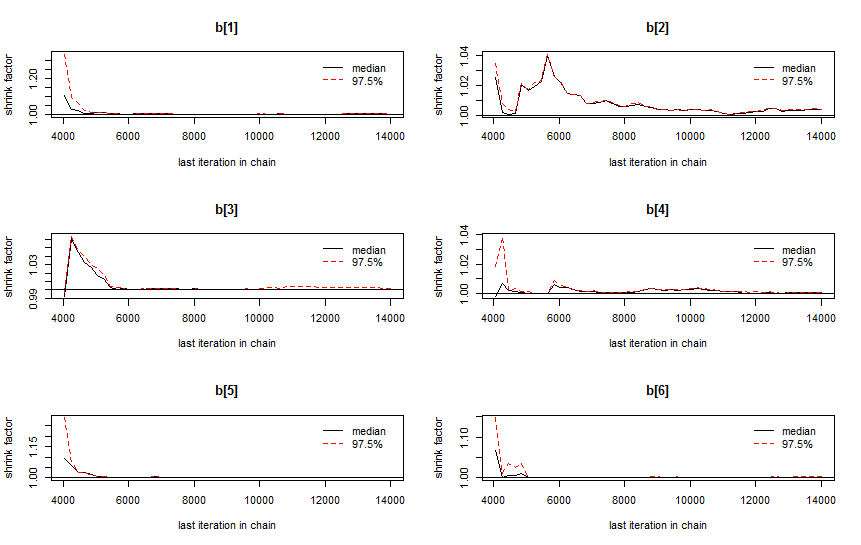 b[1]
shrink factor
1.00 1.20
median
97.5%
4000 6000 8000 10000 12000 14000
last iteration in chain
b[2]
shrink factor
1.00 1.02 1.04
median
97.5%
4000 6000 8000 10000 12000 14000
last iteration in chain
b[3]
shrink factor
0.99 1.03
median
97.5%
4000 6000 8000 10000 12000 14000
last iteration in chain
b[4]
shrink factor
1.00 1.02 1.04
median
97.5%
4000 6000 8000 10000 12000 14000
last iteration in chain
b[5]
shrink factor
1.00 1.15
median
97.5%
4000 6000 8000 10000 12000 14000
last iteration in chain
b[6]
shrink factor
1.00 1.10
median
97.5%
4000 6000 8000 10000 12000 14000
last iteration in chain